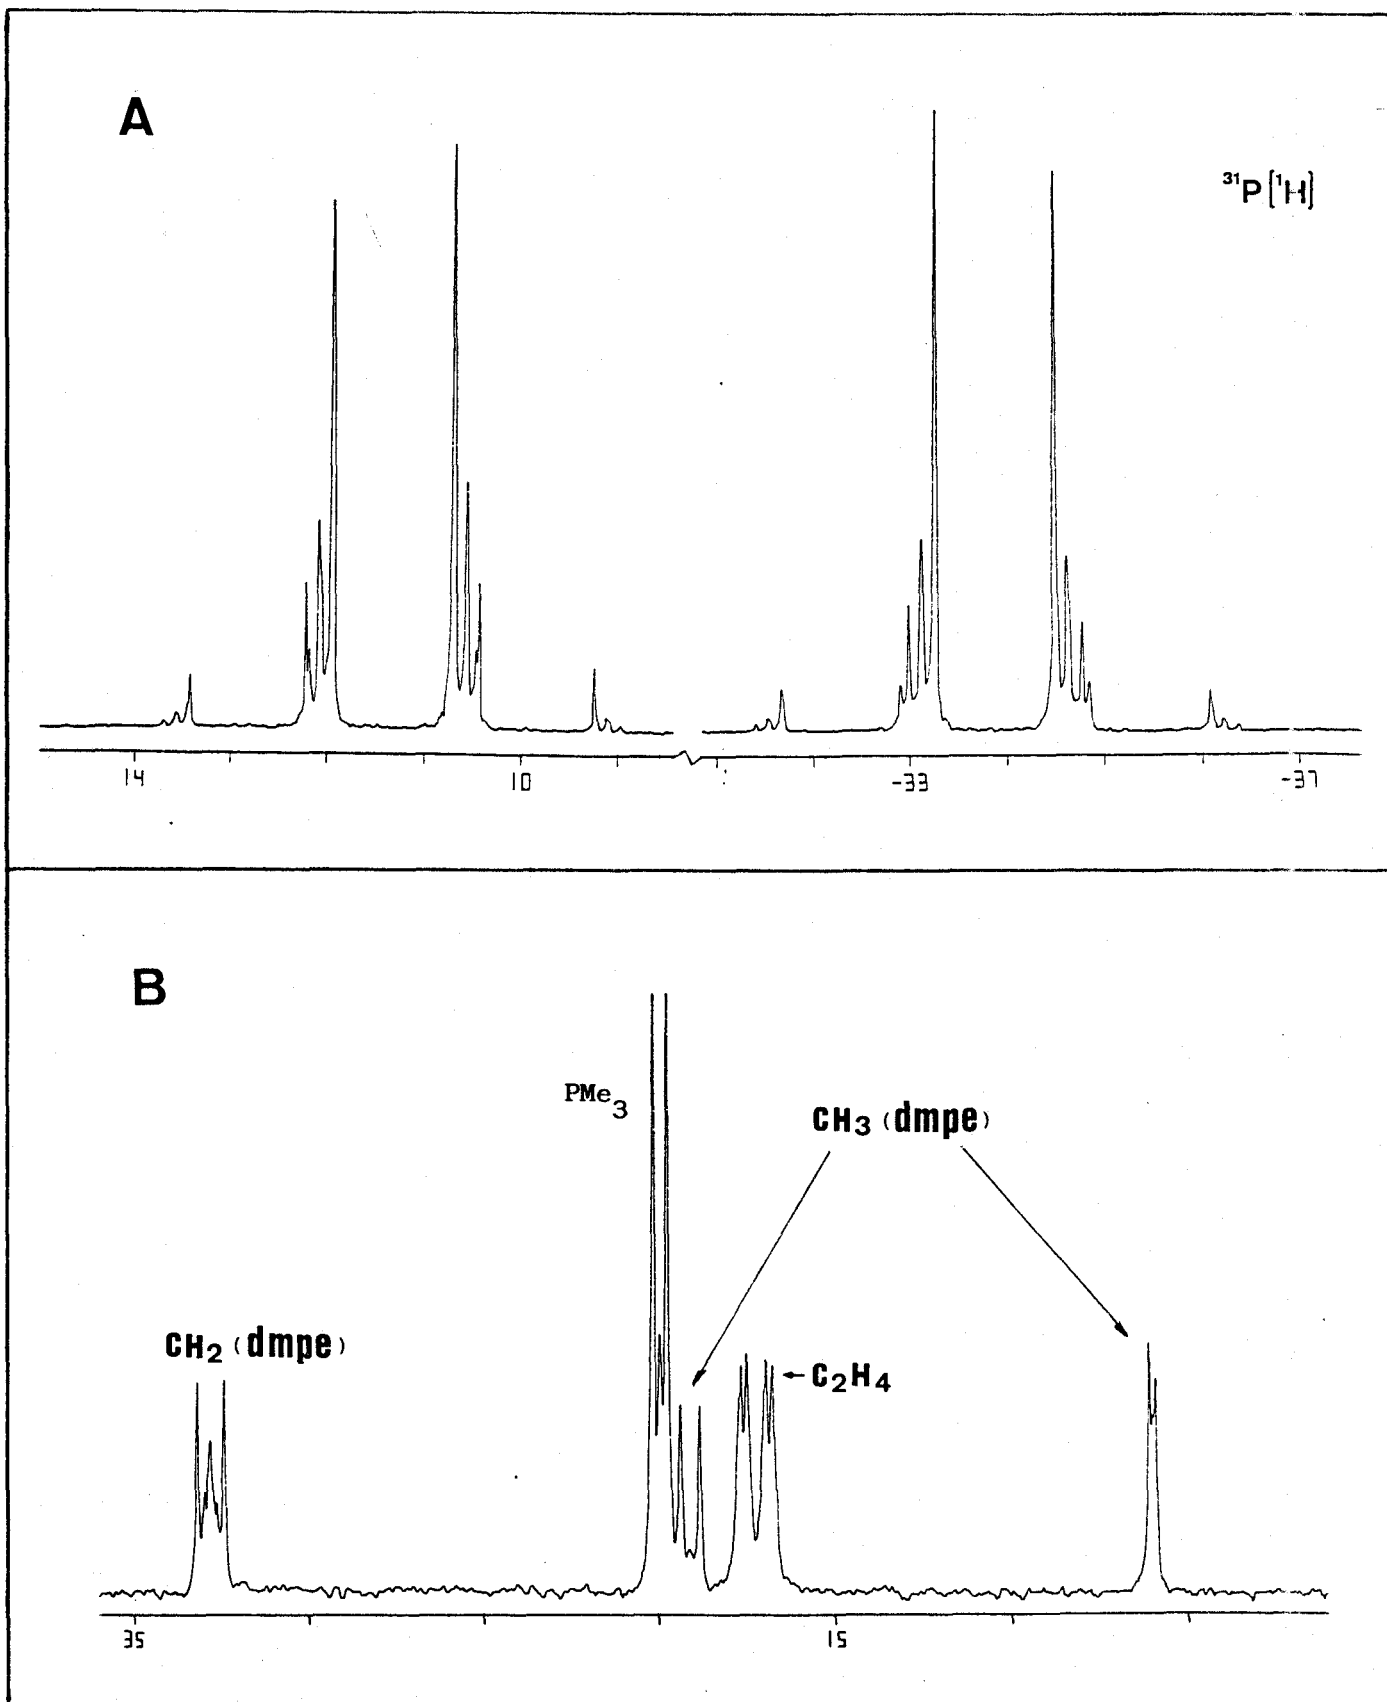 A
³¹P[¹H]
14 10 -33 -37
B
PMe₃
CH₃ (dmpe)
CH₂ (dmpe)
← C₂H₄
35 15